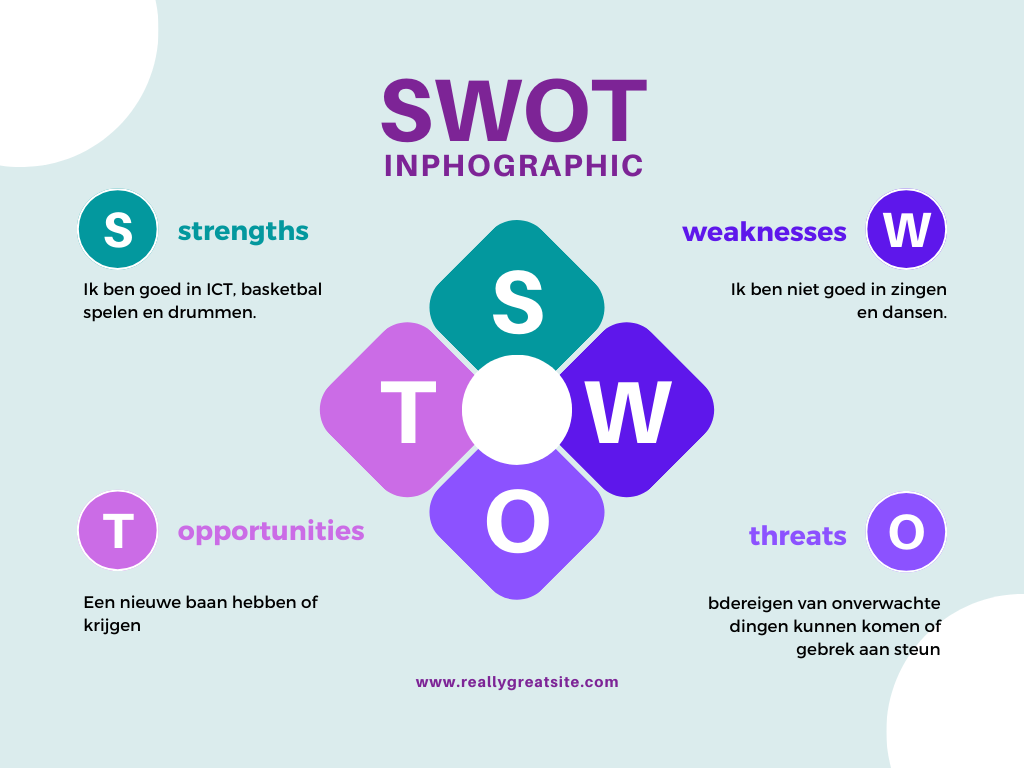 SWOT
INPHOGRAPHIC
S
strengths
Ik ben goed in ICT, basketbal
spelen en drummen.
weaknesses
W
Ik ben niet goed in zingen
en dansen.
S
T
W
O
T
opportunities
Een nieuwe baan hebben of
krijgen
threats
O
bdereigen van onverwachte
dingen kunnen komen of
gebrek aan steun
www.reallygreatsite.com